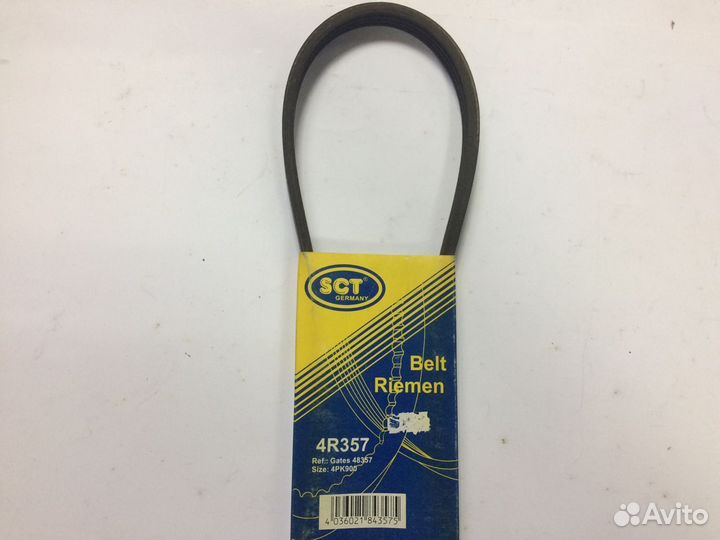 SCT
GERMANY
Belt
Riemen
4R357
Ref.: Gates 48357
Size: 4PK905
4 036021 843575
Avito